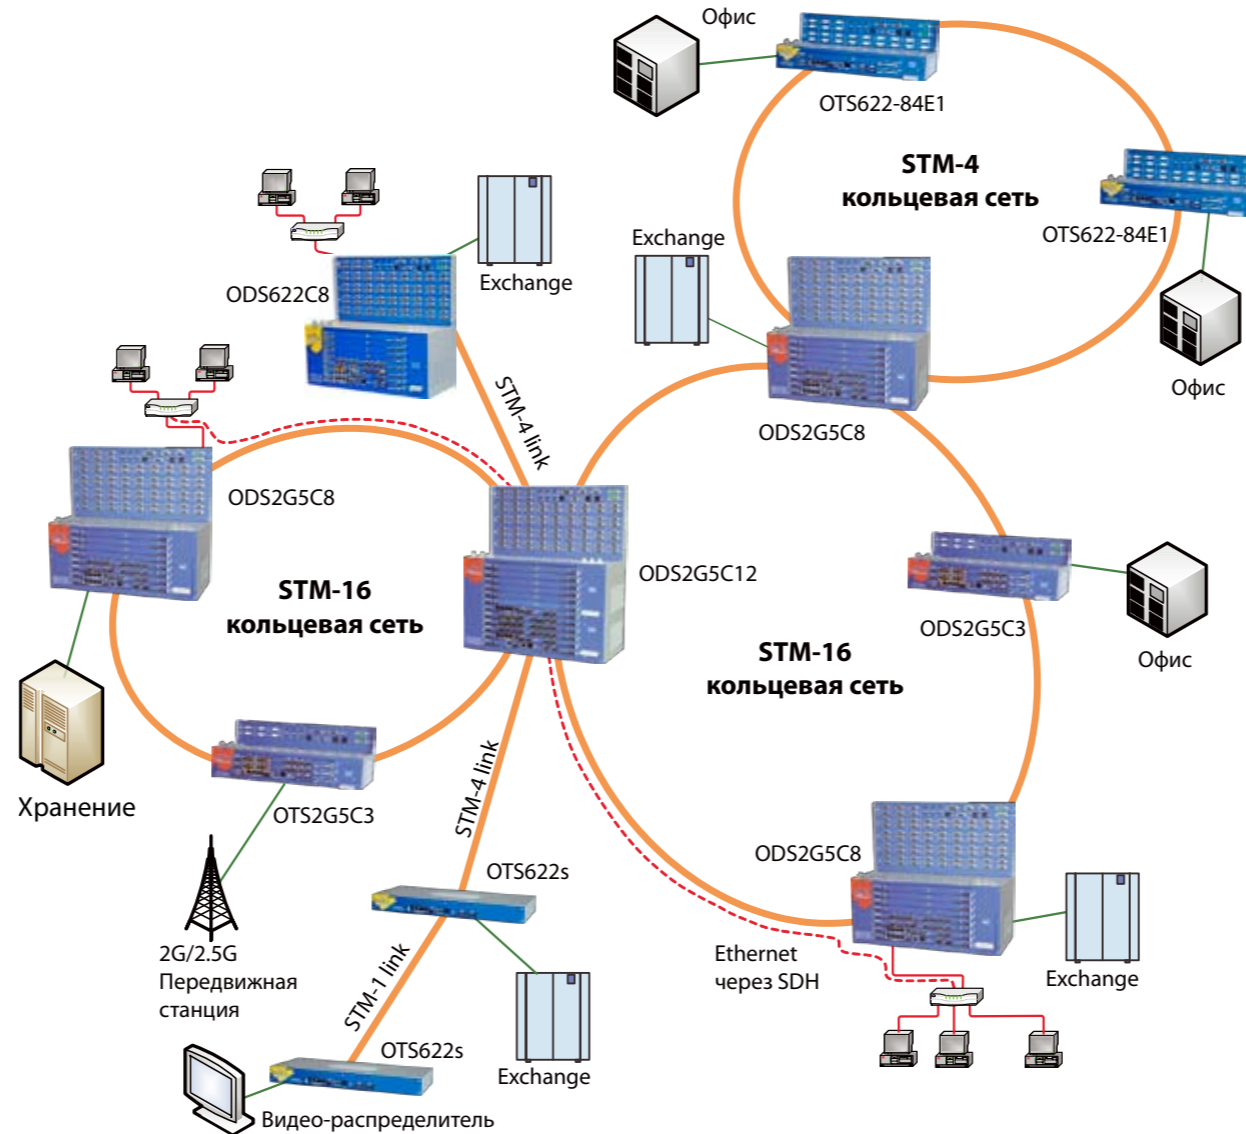 Офис
OTS622-84E1
STM-4
кольцевая сеть
OTS622-84E1
Exchange
Exchange
ODS622C8
Офис
STM-4 link
ODS2G5C8
ODS2G5C8
ODS2G5C12
STM-16
кольцевая сеть
ODS2G5C3
STM-16
кольцевая сеть
Офис
Хранение
OTS2G5C3
STM-4 link
ODS2G5C8
OTS622s
2G/2.5G
Передвижная
станция
Ethernet
через SDH
Exchange
STM-1 link
OTS622s
Exchange
Видео-распределитель